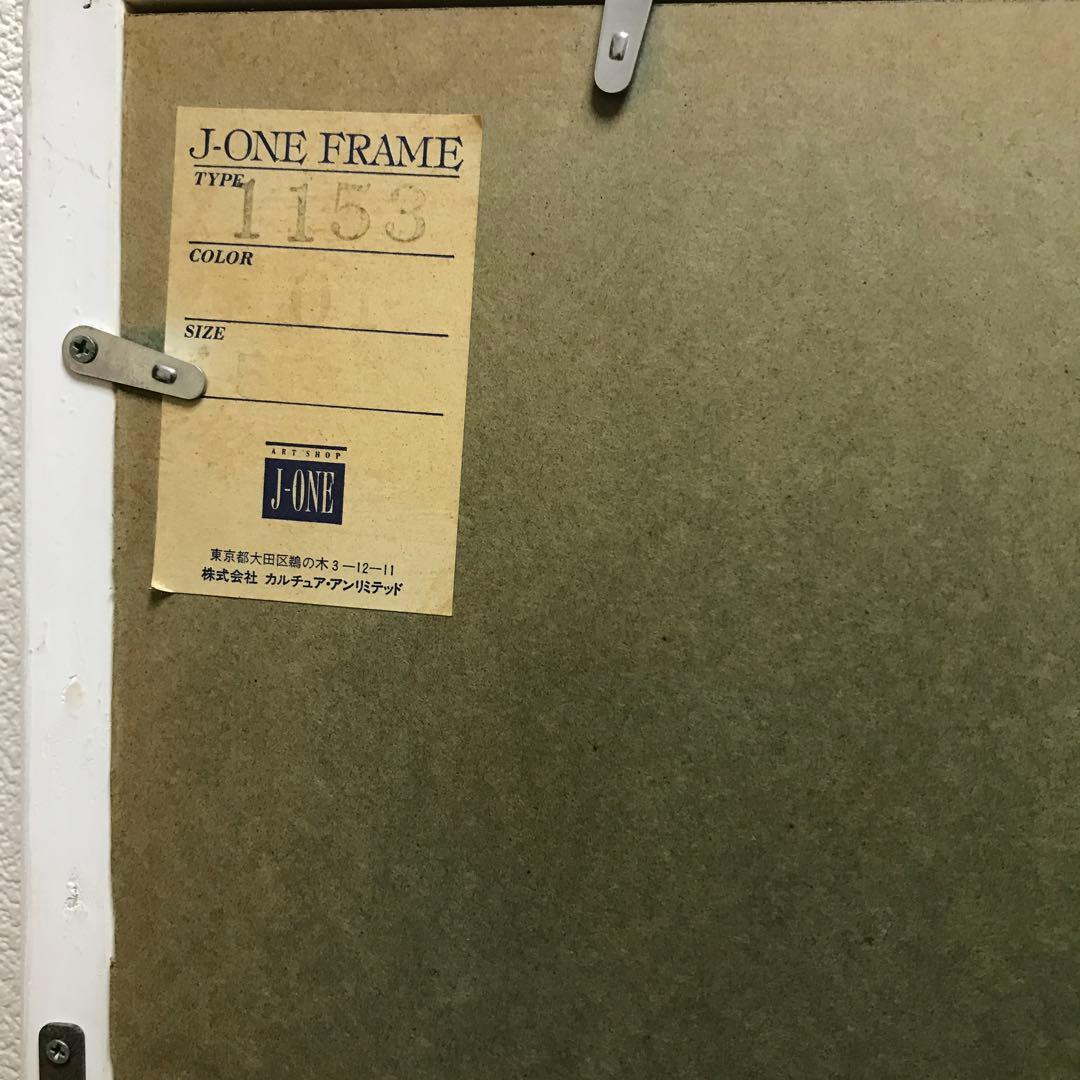 J-ONE FRAME
TYPE 1153
COLOR
SIZE
ART SHOP
J-ONE
東京都大田区鵜の木3-12-11
株式会社 カルチュア・アンリミテッド